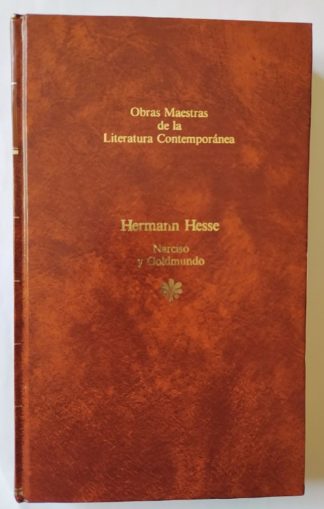 Obras Maestras
de la
Literatura Contemporánea
Hermann Hesse
Narciso
y Goldmundo